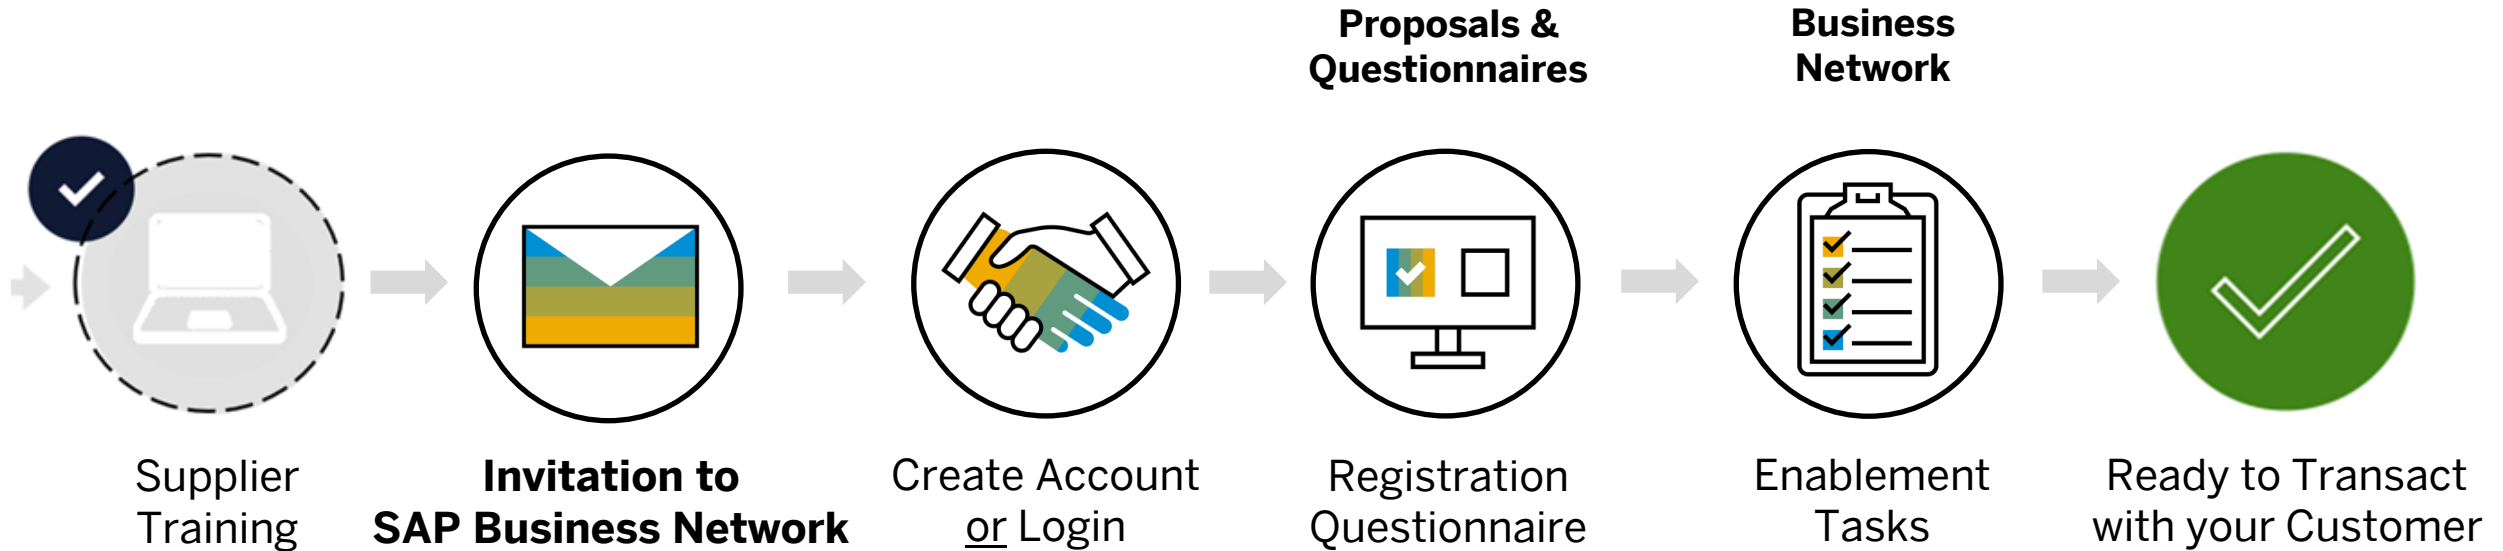 Proposals &
Questionnaires
Business
Network
Supplier
Training
Invitation to
SAP Business Network
Create Account
or Login
Registration
Questionnaire
Enablement
Tasks
Ready to Transact
with your Customer